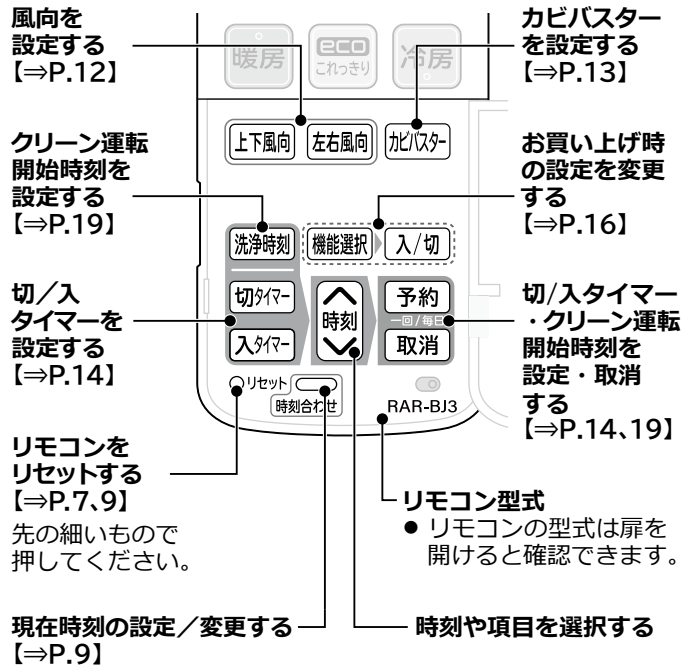 風向を
設定する
【⇒P.12】
クリーン運転
開始時刻を
設定する
【⇒P.19】
切／入
タイマーを
設定する
【⇒P.14】
リモコンを
リセットする
【⇒P.7、9】
先の細いもので
押してください。
現在時刻の設定／変更する
【⇒P.9】
暖房
eco
これっきり
冷房
上下風向
左右風向
カビバスター
洗浄時刻
機能選択
入/切
切タイマー
時刻
予約
一回/毎日
入タイマー
取消
リセット
時刻合わせ
RAR-BJ3
カビバスター
を設定する
【⇒P.13】
お買い上げ時
の設定を変更
する
【⇒P.16】
切/入タイマー
・クリーン運転
開始時刻を
設定・取消
する
【⇒P.14、19】
リモコン型式
● リモコンの型式は扉を
開けると確認できます。
時刻や項目を選択する